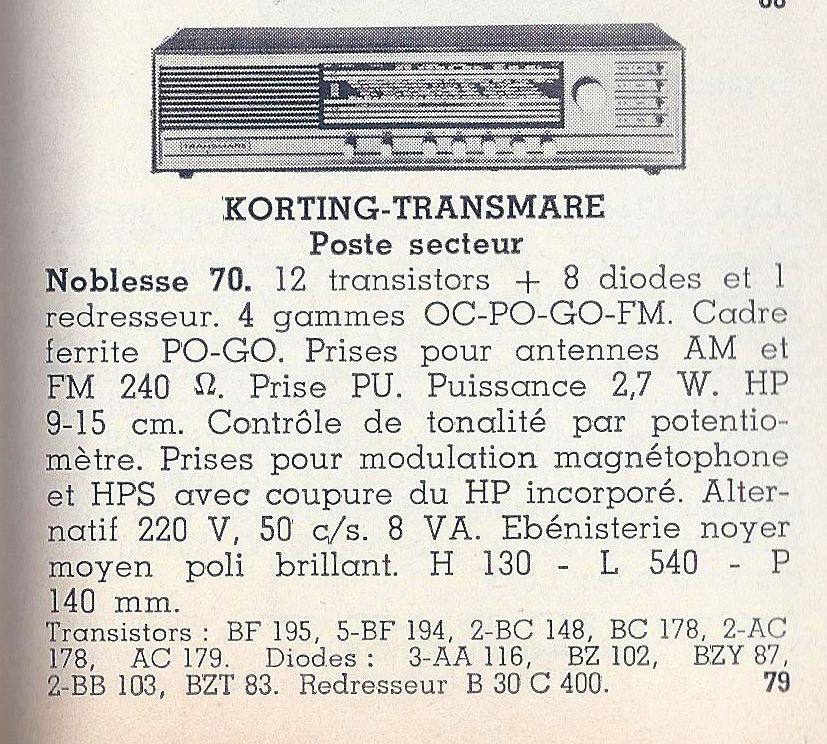 TRANSMARE
KORTING-TRANSMARE
Poste secteur
Noblesse 70. 12 transistors + 8 diodes et 1
redresseur. 4 gammes OC-PO-GO-FM. Cadre
ferrite PO-GO. Prises pour antennes AM et
FM 240 Ω. Prise PU. Puissance 2,7 W. HP
9-15 cm. Contrôle de tonalité par potentio-
mètre. Prises pour modulation magnétophone
et HPS avec coupure du HP incorporé. Alter-
natif 220 V, 50 c/s. 8 VA. Ebénisterie noyer
moyen poli brillant. H 130 - L 540 - P
140 mm.
Transistors : BF 195, 5-BF 194, 2-BC 148, BC 178, 2-AC
178, AC 179. Diodes : 3-AA 116, BZ 102, BZY 87,
2-BB 103, BZT 83. Redresseur B 30 C 400. 79